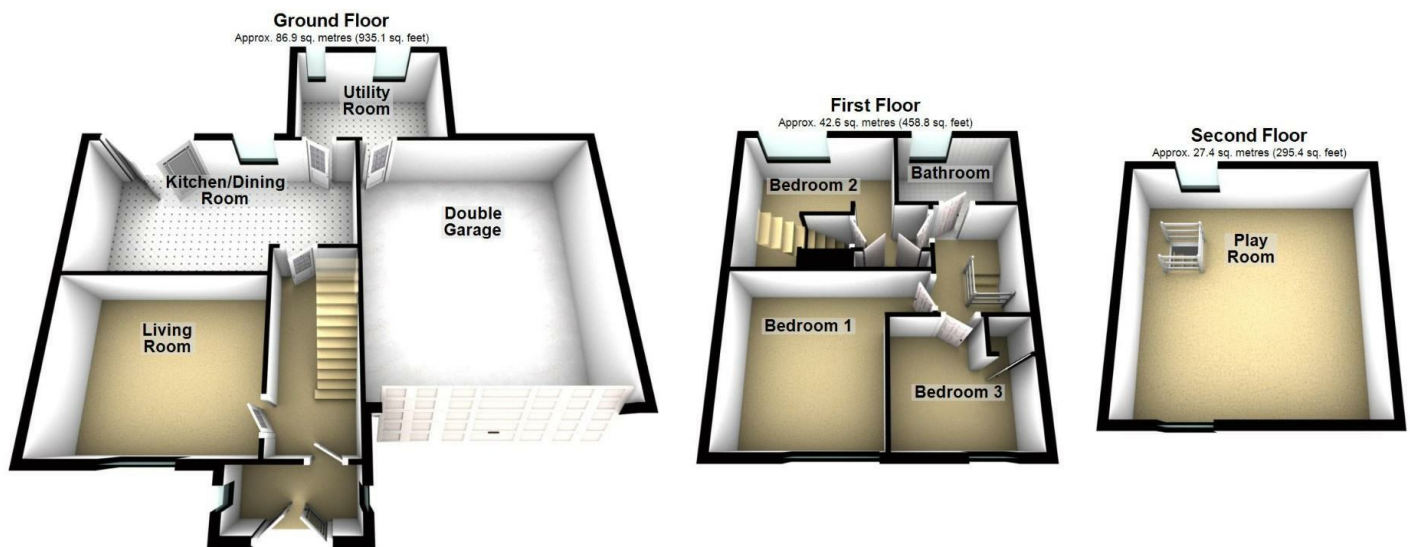 Ground Floor
Approx. 86.9 sq. metres (935.1 sq. feet)
Utility
Room
Kitchen/Dining
Room
Double
Garage
Living
Room
First Floor
Approx. 42.6 sq. metres (458.8 sq. feet)
Bedroom 2
Bathroom
Bedroom 1
Bedroom 3
Second Floor
Approx. 27.4 sq. metres (295.4 sq. feet)
Play
Room